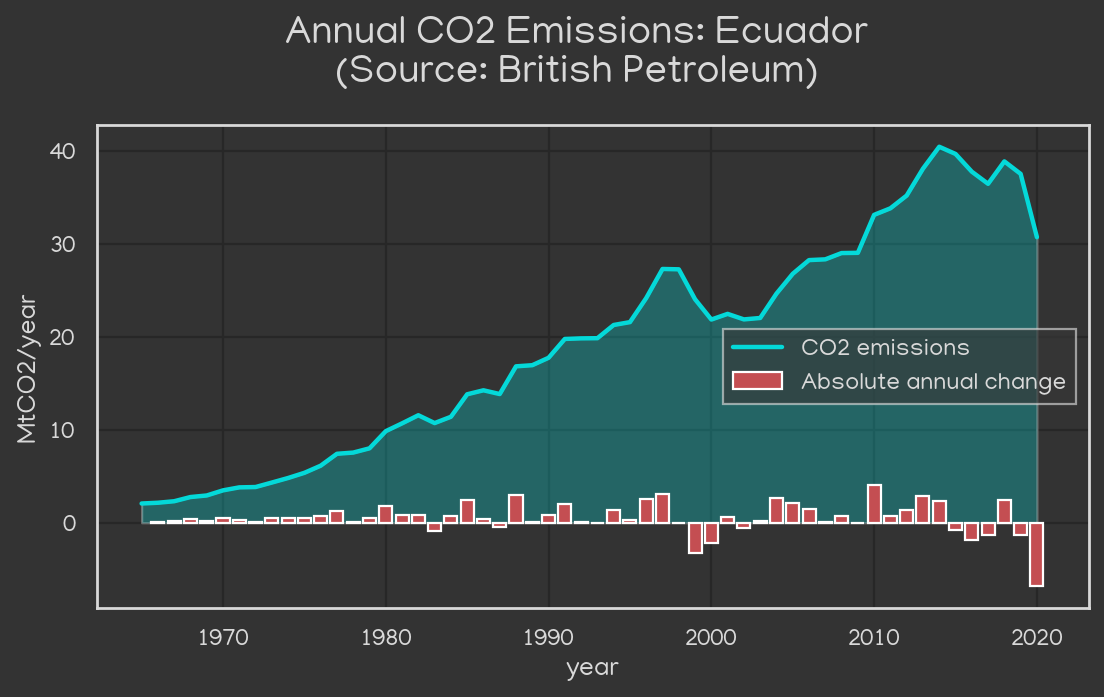 Annual CO2 Emissions: Ecuador
(Source: British Petroleum)
MtCO2/year
40
30
20
10
0
CO2 emissions
Absolute annual change
1970 1980 1990 2000 2010 2020
year